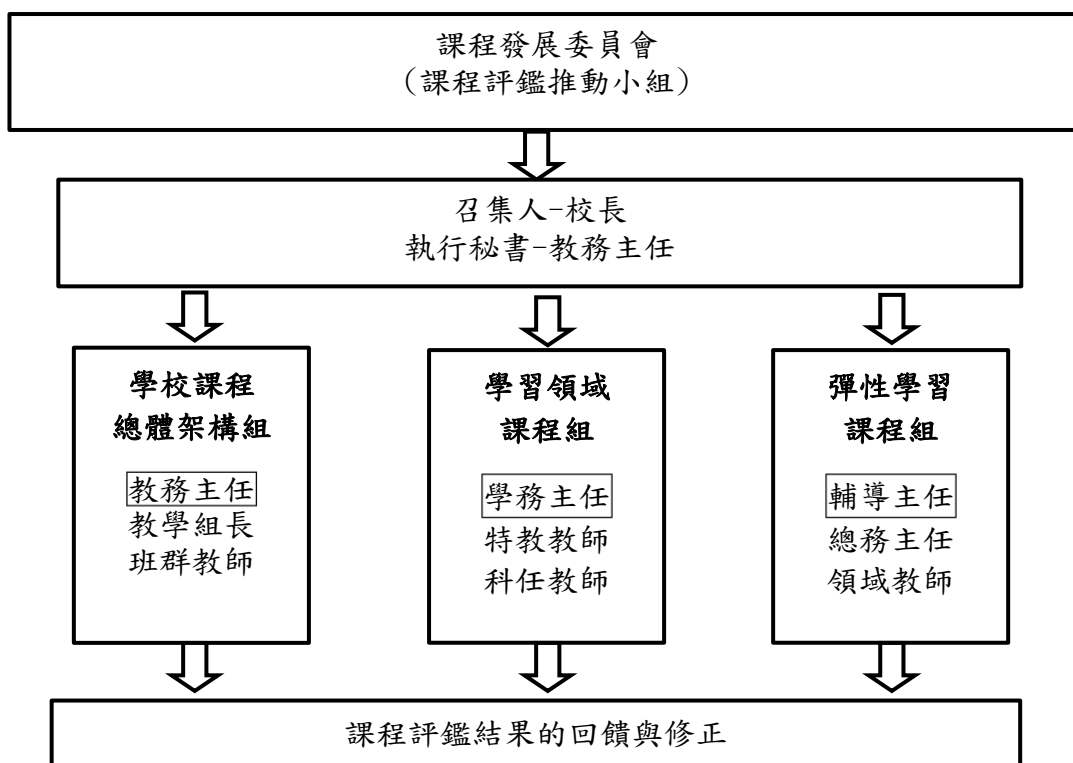 課程發展委員會
（課程評鑑推動小組）
召集人-校長
執行秘書-教務主任
學校課程
總體架構組
教務主任
教學組長
班群教師
學習領域
課程組
學務主任
特教教師
科任教師
彈性學習
課程組
輔導主任
總務主任
領域教師
課程評鑑結果的回饋與修正